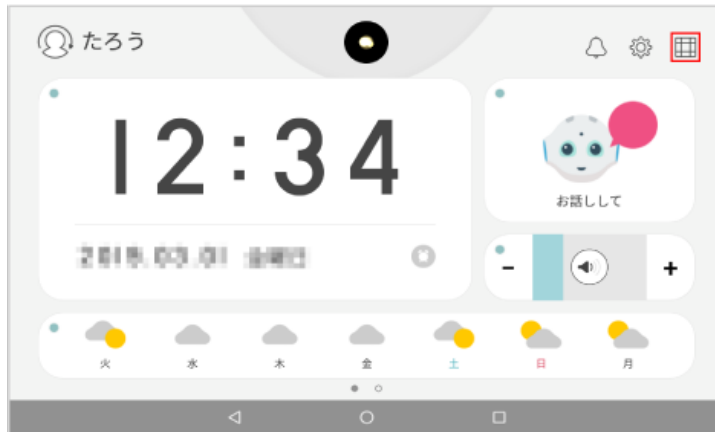 たろう
12:34
お話しして
- +
火 水 木 金 土 日 月